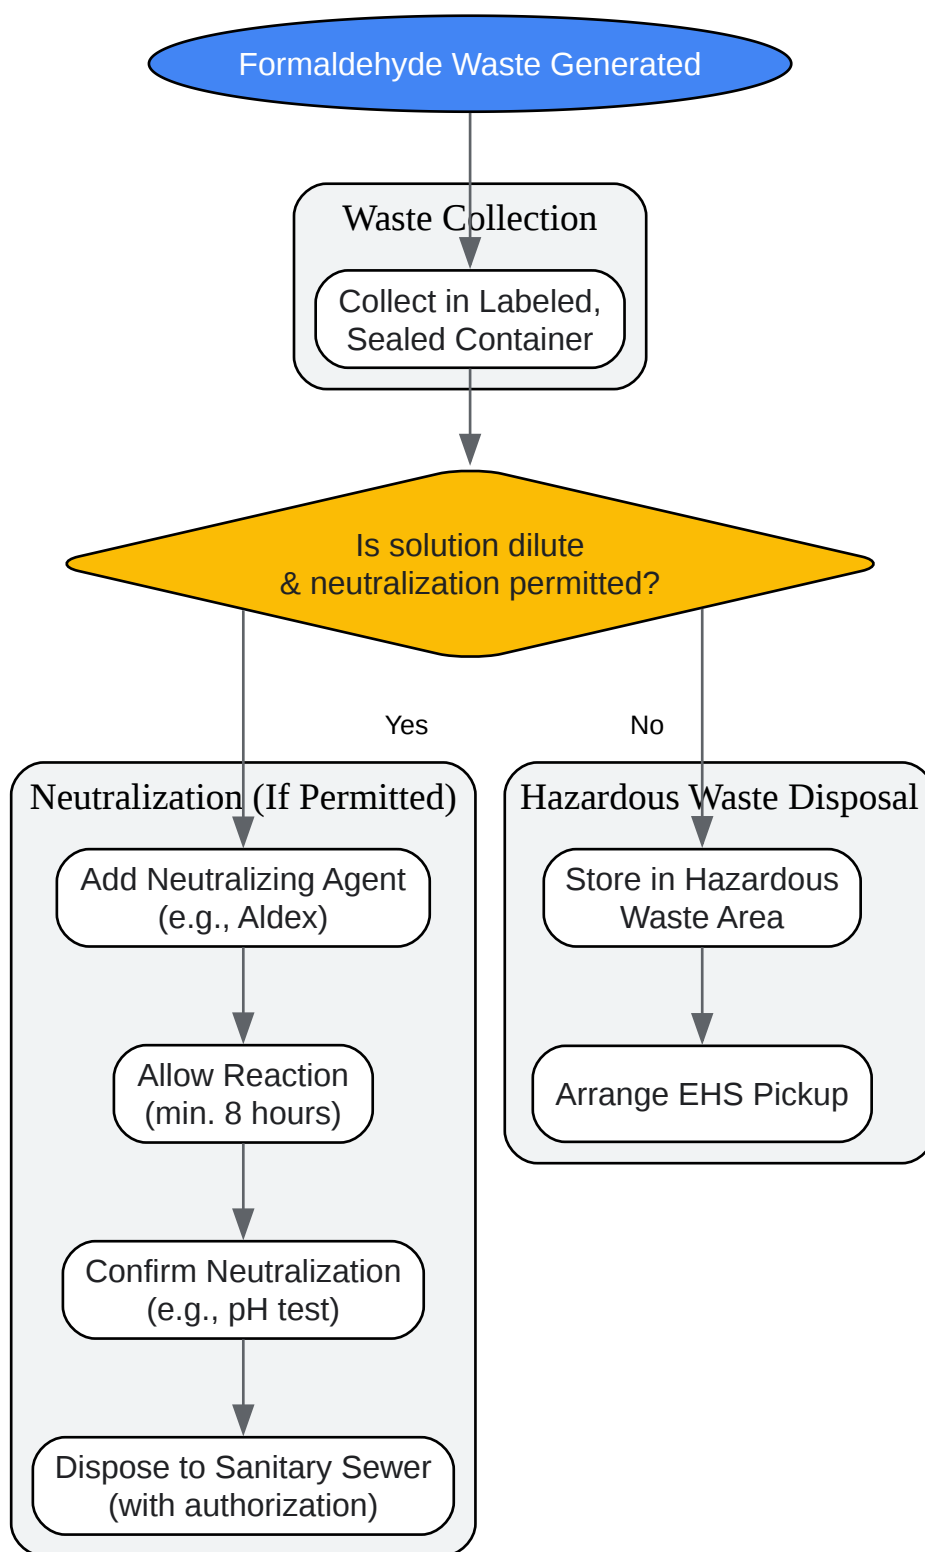 Formaldehyde Waste Generated
Waste Collection
Collect in Labeled,
Sealed Container
Is solution dilute
& neutralization permitted?
Yes
No
Neutralization (If Permitted)
Add Neutralizing Agent
(e.g., Aldex)
Allow Reaction
(min. 8 hours)
Confirm Neutralization
(e.g., pH test)
Dispose to Sanitary Sewer
(with authorization)
Hazardous Waste Disposal
Store in Hazardous
Waste Area
Arrange EHS Pickup